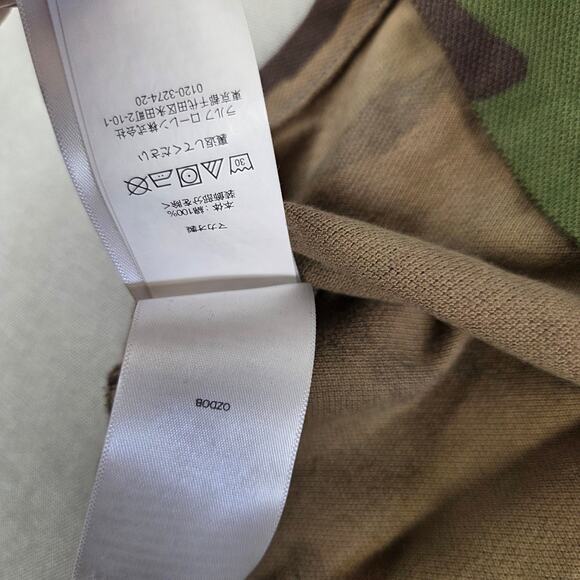 マカオ製
本体:綿100%
装飾部分を除く
30
裏返してください
ラルフ ローレン株式会社
東京都千代田区永田町2-10-1
0120-3274-20
OZD0B